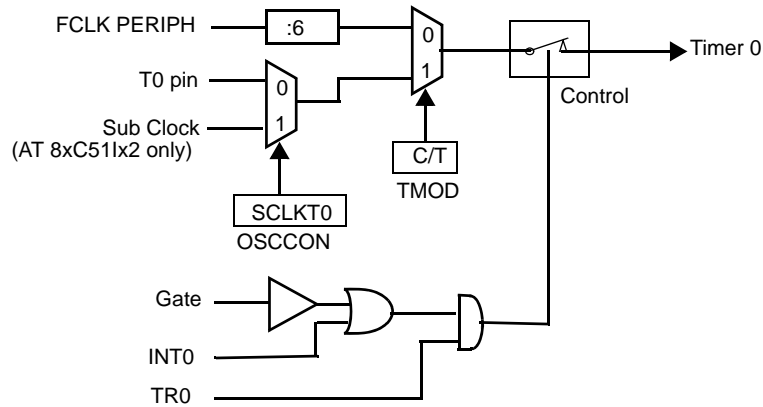 FCLK PERIPH
:6
0
1
T0 pin
0
Sub Clock
1
(AT 8xC51Ix2 only)
Timer 0
Control
C/T
TMOD
SCLKT0
OSCCON
Gate
INT0
TR0